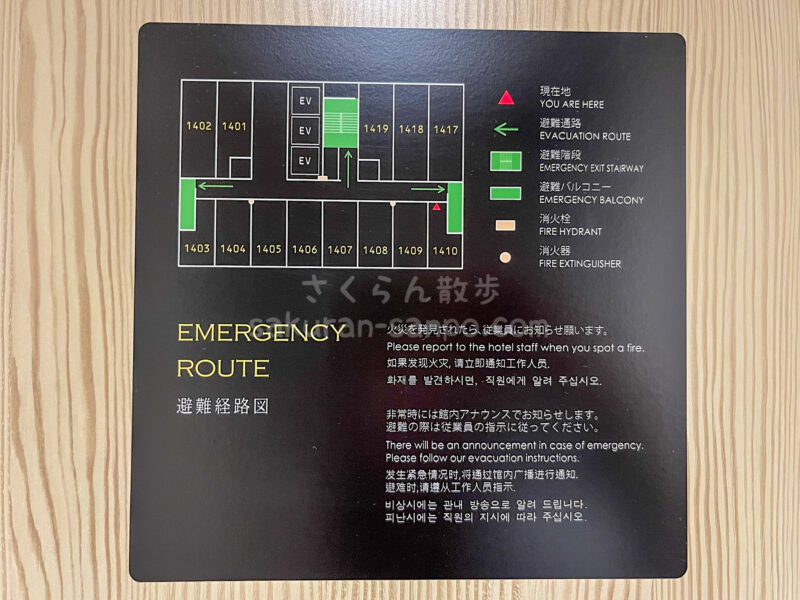 EV
EV
EV
1402 1401 1419 1418 1417
1403 1404 1405 1406 1407 1408 1409 1410
現在地
YOU ARE HERE
避難通路
EVACUATION ROUTE
避難階段
EMERGENCY EXIT STAIRWAY
避難バルコニー
EMERGENCY BALCONY
消火栓
FIRE HYDRANT
消火器
FIRE EXTINGUISHER
さくらん散歩
sakuran-sanpo.com
EMERGENCY
ROUTE
避難経路図
火災を発見されたら、従業員にお知らせ願います。
Please report to the hotel staff when you spot a fire.
如果发现火灾, 请立即通知工作人员.
화재를 발견하시면, 직원에게 알려 주십시오.
非常時には館内アナウンスでお知らせします。
避難の際は従業員の指示に従ってください。
There will be an announcement in case of emergency.
Please follow our evacuation instructions.
发生紧急情况时,将通过馆内广播进行通知.
避难时,请遵从工作人员指示.
비상시에는 관내 방송으로 알려 드립니다.
피난시에는 직원의 지시에 따라 주십시오.